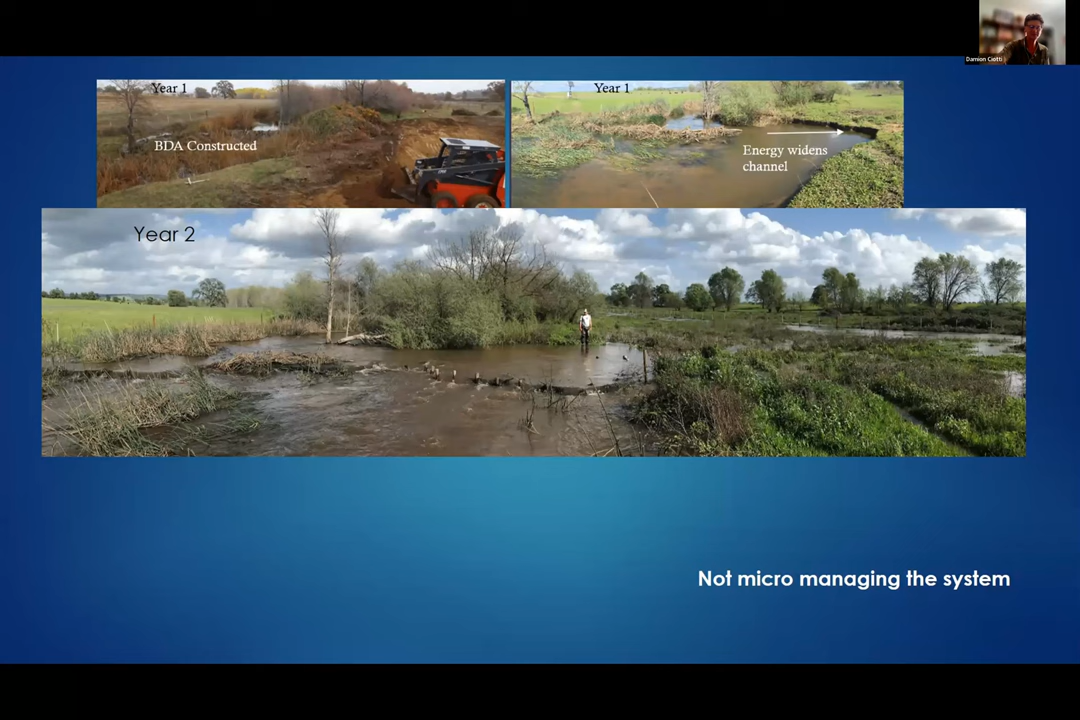 Damion Ciotti
Year 1
Year 1
BDA Constructed
Energy widens
channel
Year 2
Not micro managing the system